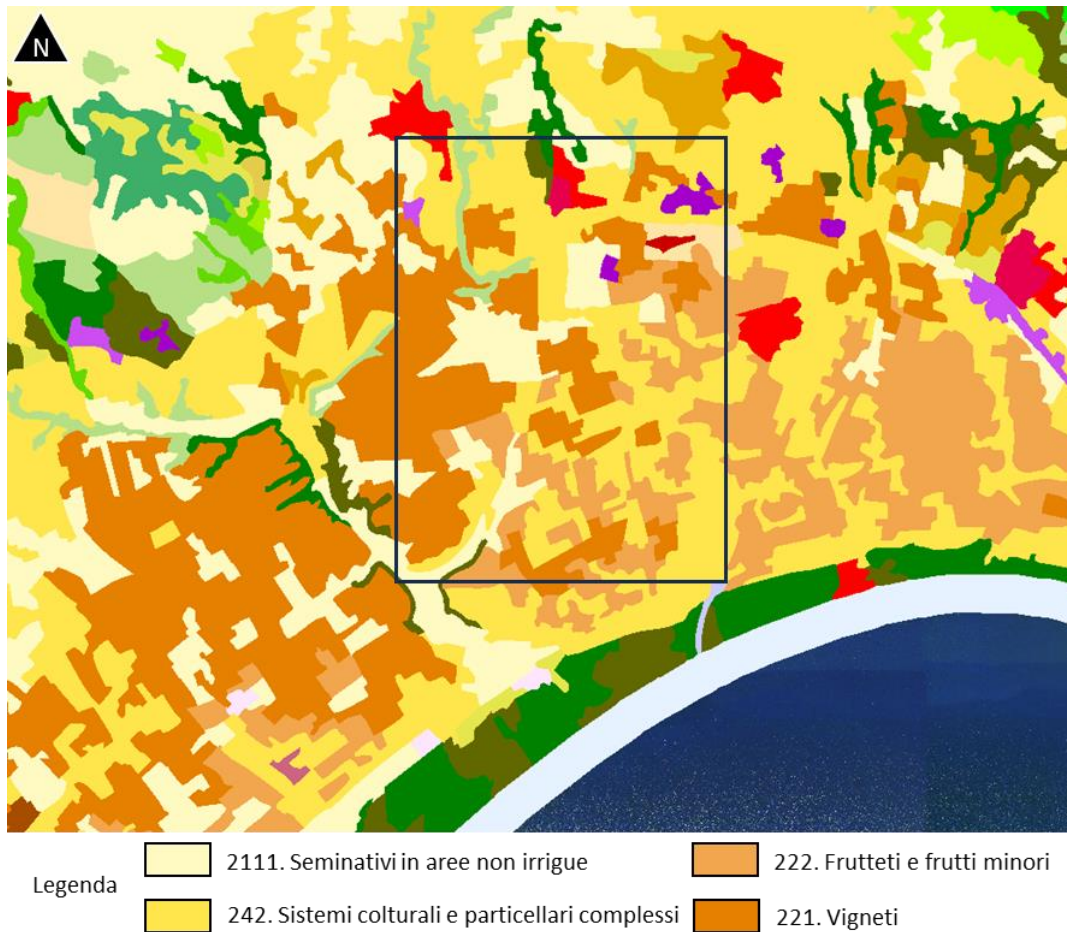 N
Legenda
2111. Seminativi in aree non irrigue
222. Frutteti e frutti minori
242. Sistemi colturali e particellari complessi
221. Vigneti